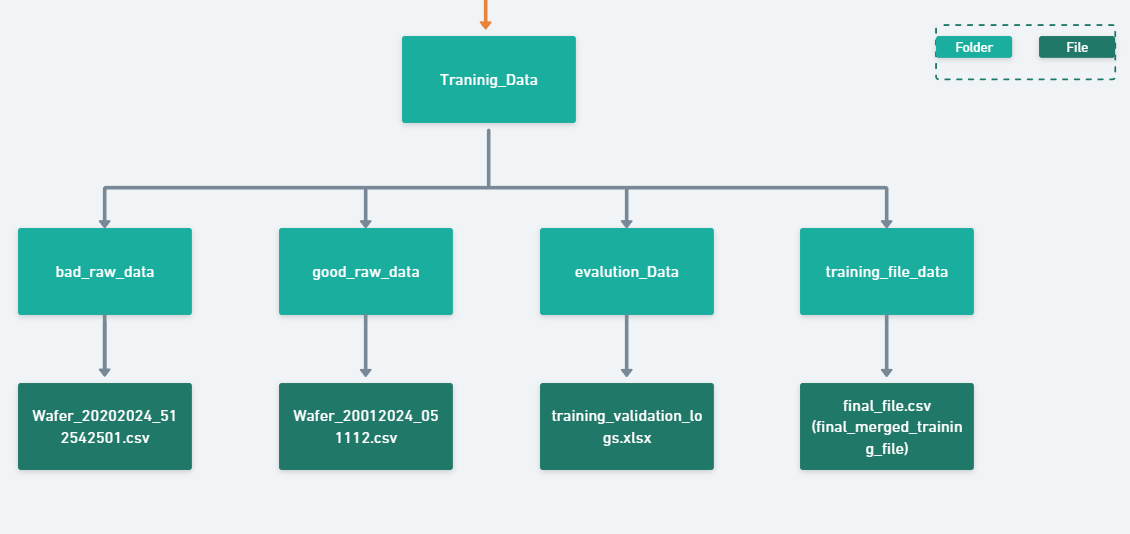 Traninig_Data
Folder
File
bad_raw_data
good_raw_data
evalution_Data
training_file_data
Wafer_20202024_51
2542501.csv
Wafer_20012024_05
1112.csv
training_validation_lo
gs.xlsx
final_file.csv
(final_merged_trainin
g_file)